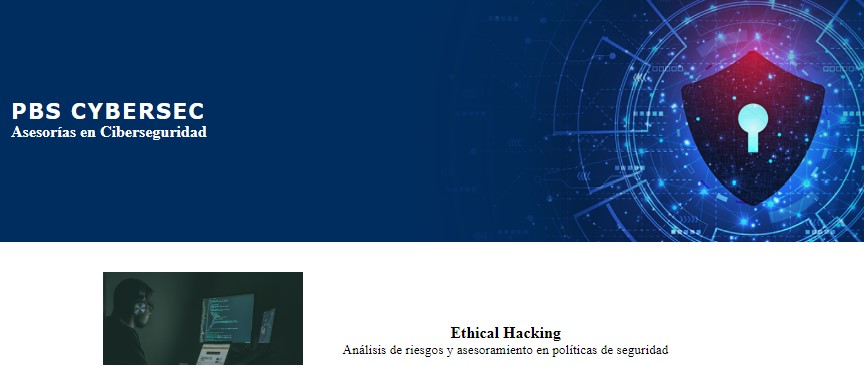 PBS CYBERSEC
Asesorías en Ciberseguridad
Ethical Hacking
Análisis de riesgos y asesoramiento en políticas de seguridad